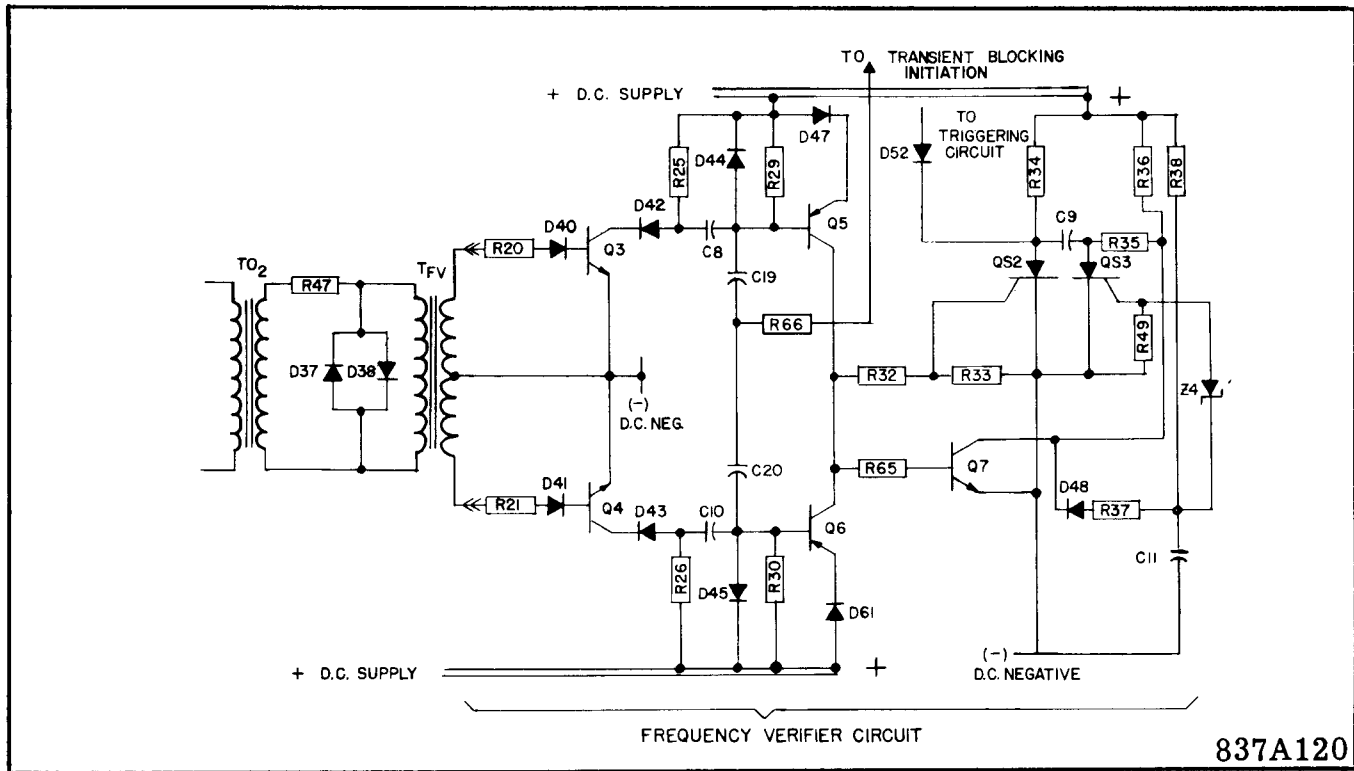 TO TRANSIENT BLOCKING
INITIATION
+ D.C. SUPPLY
+
D47
TO
TRIGGERING
CIRCUIT
D52
R25
D44
R29
R34
R36
R38
D42
D40
Q3
C8
Q5
C9
R35
R20
QS2
QS3
TO2
R47
TFV
C19
R66
R49
D37
D38
R32
R33
Z4
(-)
D.C. NEG.
C20
R65
Q7
D41
R21
Q4
D43
C10
Q6
D48
R37
C11
R26
D45
R30
D61
+ D.C. SUPPLY
+
(-)
D.C. NEGATIVE
FREQUENCY VERIFIER CIRCUIT
837A120